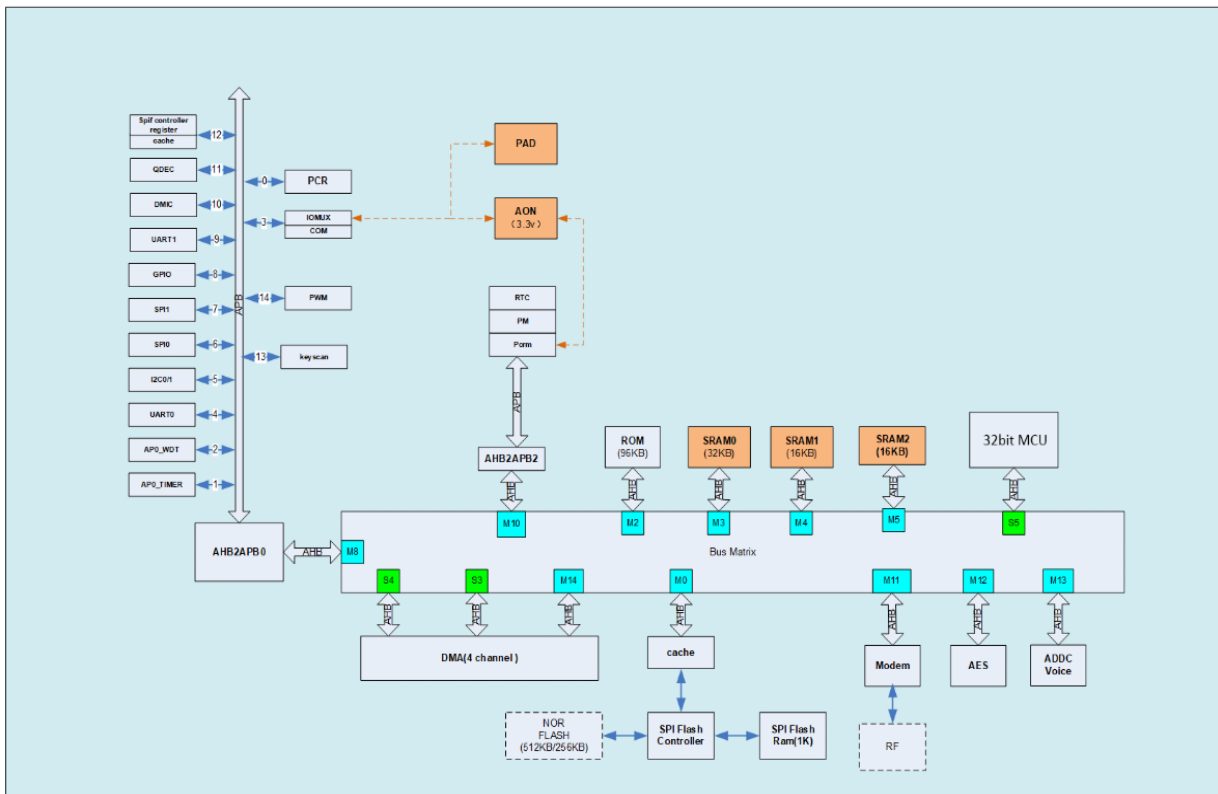 Spif controller
register
cache
12
QDEC
11
DMIC
10
UART1
9
GPIO
8
SPI1
7
SPI0
6
I2C0/1
5
UART0
4
AP0_WDT
2
AP0_TIMER
1
APB
0
PCR
3
IOMUX
COM
14
PWM
13
keyscan
PAD
AON
(3.3v)
RTC
PM
Porm
APB
AHB2APB2
AHB
ROM
(96KB)
AHB
SRAM0
(32KB)
AHB
SRAM1
(16KB)
AHB
SRAM2
(16KB)
AHB
32bit MCU
AHB
AHB2APB0
AHB
M8
M10
M2
M3
M4
M5
S5
Bus Matrix
S4
S3
M14
M0
M11
M12
M13
AHB
AHB
AHB
AHB
AHB
AHB
AHB
DMA(4 channel )
cache
Modem
AES
ADDC
Voice
NOR
FLASH
(512KB/256KB)
SPI Flash
Controller
SPI Flash
Ram(1K)
RF